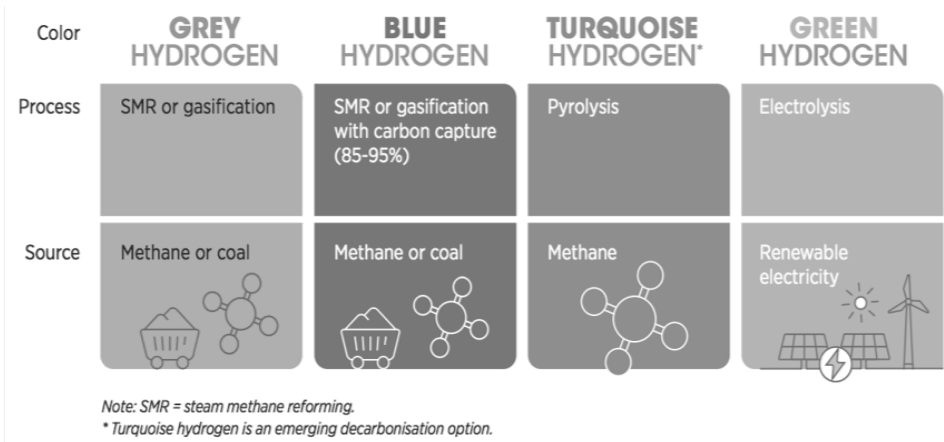 Color
GREY
HYDROGEN
BLUE
HYDROGEN
TURQUOISE
HYDROGEN*
GREEN
HYDROGEN
Process
SMR or gasification
SMR or gasification
with carbon capture
(85-95%)
Pyrolysis
Electrolysis
Source
Methane or coal
Methane or coal
Methane
Renewable
electricity
Note: SMR = steam methane reforming.
* Turquoise hydrogen is an emerging decarbonisation option.